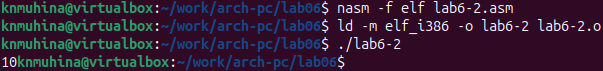 knmuhina@virtualbox:~/work/arch-pc/lab06$ nasm -f elf lab6-2.asm
knmuhina@virtualbox:~/work/arch-pc/lab06$ ld -m elf_i386 -o lab6-2 lab6-2.o
knmuhina@virtualbox:~/work/arch-pc/lab06$ ./lab6-2
10knmuhina@virtualbox:~/work/arch-pc/lab06$